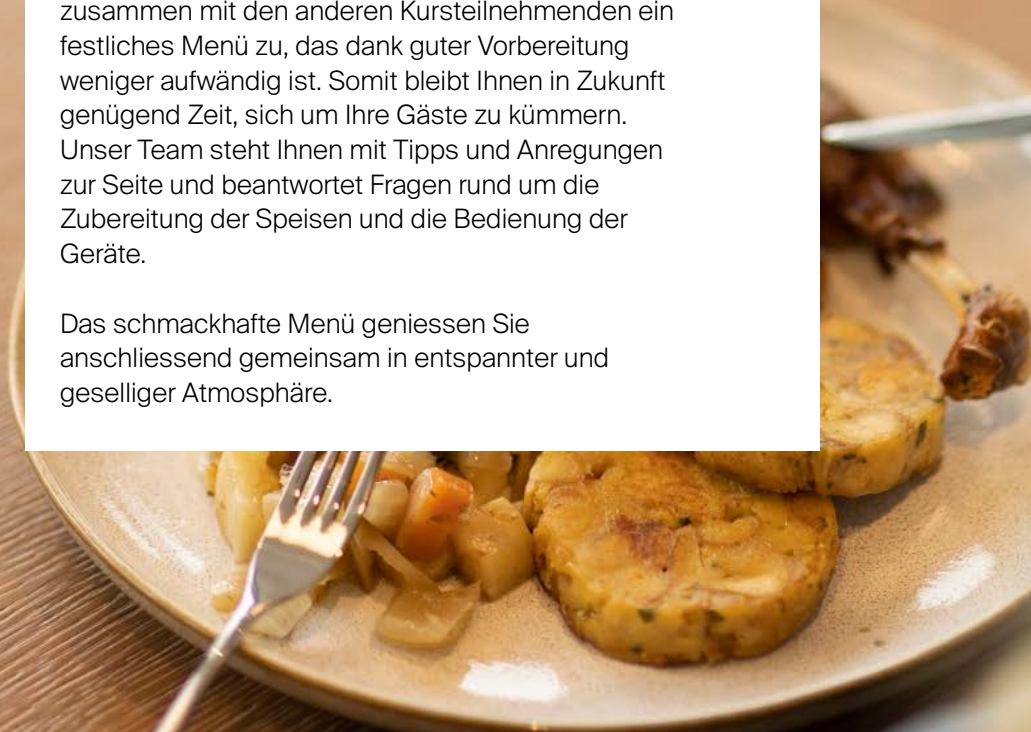 zusammen mit den anderen Kursteilnehmenden ein
festliches Menü zu, das dank guter Vorbereitung
weniger aufwändig ist. Somit bleibt Ihnen in Zukunft
genügend Zeit, sich um Ihre Gäste zu kümmern.
Unser Team steht Ihnen mit Tipps und Anregungen
zur Seite und beantwortet Fragen rund um die
Zubereitung der Speisen und die Bedienung der
Geräte.
Das schmackhafte Menü geniessen Sie
anschliessend gemeinsam in entspannter und
geselliger Atmosphäre.